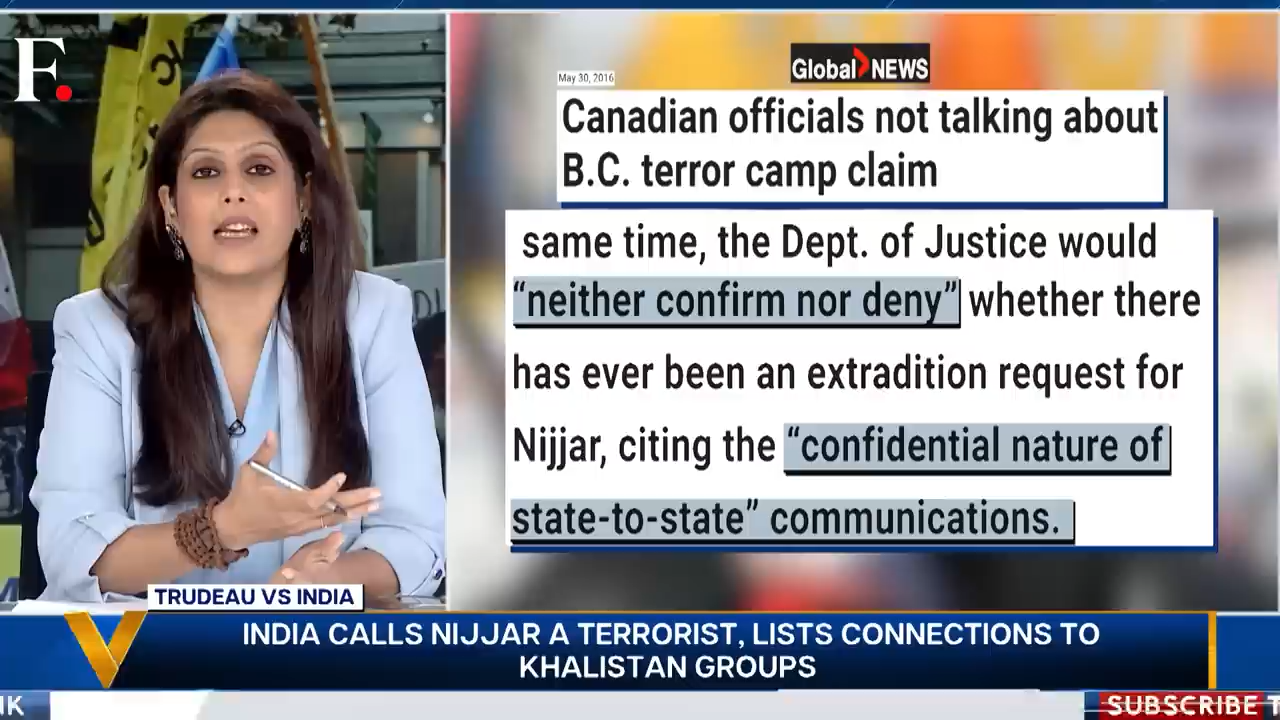 F.
May 30, 2016
Global NEWS
Canadian officials not talking about
B.C. terror camp claim
same time, the Dept. of Justice would
“neither confirm nor deny” whether there
has ever been an extradition request for
Nijjar, citing the “confidential nature of
state-to-state” communications.
TRUDEAU VS INDIA
V
INDIA CALLS NIJJAR A TERRORIST, LISTS CONNECTIONS TO
KHALISTAN GROUPS
SUBSCRIBE